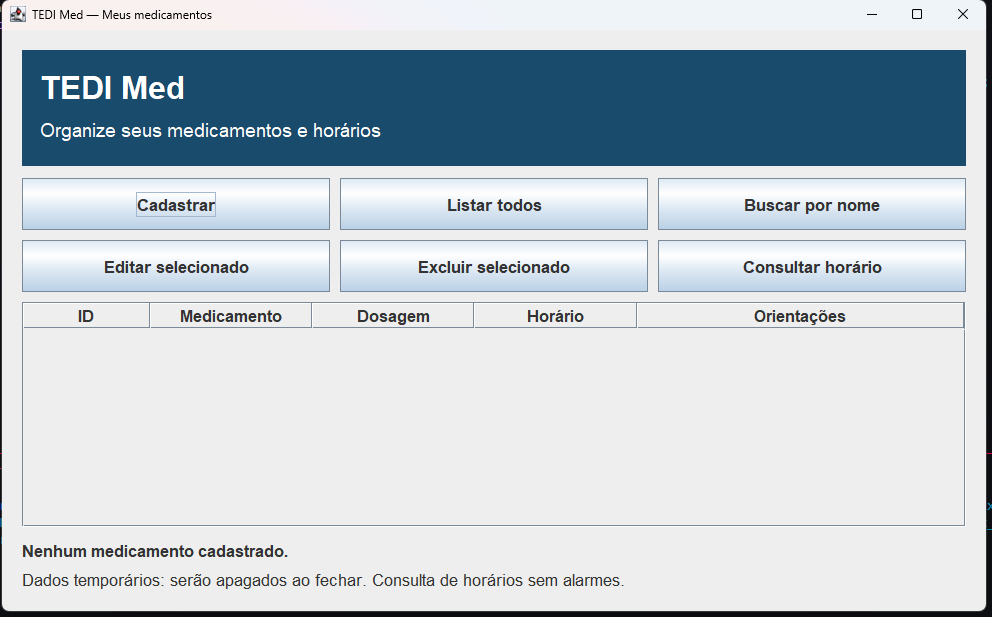 TEDI Med — Meus medicamentos
TEDI Med
Organize seus medicamentos e horários
Cadastrar Listar todos Buscar por nome
Editar selecionado Excluir selecionado Consultar horário
ID Medicamento Dosagem Horário Orientações
Nenhum medicamento cadastrado.
Dados temporários: serão apagados ao fechar. Consulta de horários sem alarmes.